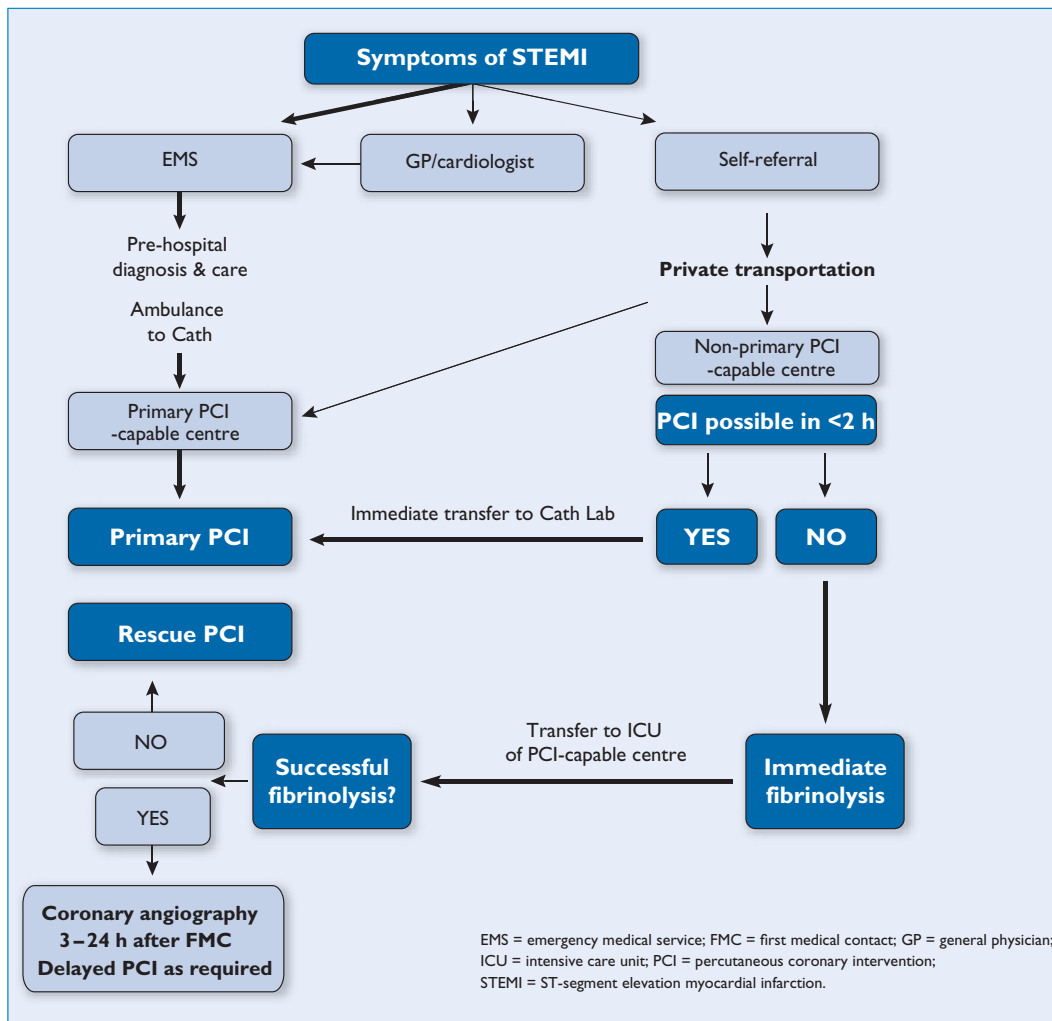 Symptoms of STEMI
EMS
GP/cardiologist
Self-referral
Pre-hospital
diagnosis & care
Private transportation
Ambulance
to Cath
Non-primary PCI
-capable centre
Primary PCI
-capable centre
PCI possible in <2 h
Immediate transfer to Cath Lab
Primary PCI
YES
NO
Rescue PCI
NO
Transfer to ICU
of PCI-capable centre
Successful
fibrinolysis?
Immediate
fibrinolysis
YES
Coronary angiography
3–24 h after FMC
Delayed PCI as required
EMS = emergency medical service; FMC = first medical contact; GP = general physician;
ICU = intensive care unit; PCI = percutaneous coronary intervention;
STEMI = ST-segment elevation myocardial infarction.